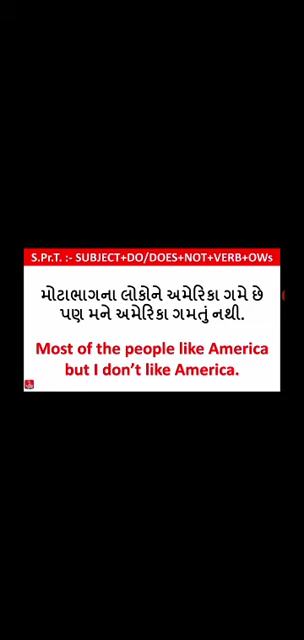 S.Pr.T. :- SUBJECT+DO/DOES+NOT+VERB+OWs
મોટાભાગના લોકોને અમેરિકા ગમે છે
પણ મને અમેરિકા ગમતું નથી.
Most of the people like America
but I don't like America.